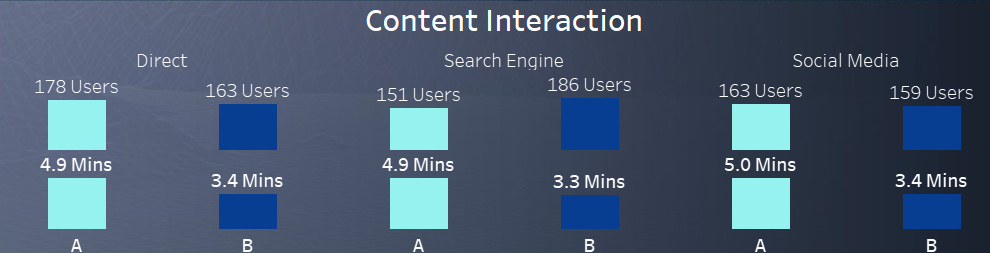 Content Interaction
Direct
Search Engine
Social Media
178 Users
163 Users
151 Users
186 Users
163 Users
159 Users
4.9 Mins
3.4 Mins
4.9 Mins
3.3 Mins
5.0 Mins
3.4 Mins
A
B
A
B
A
B